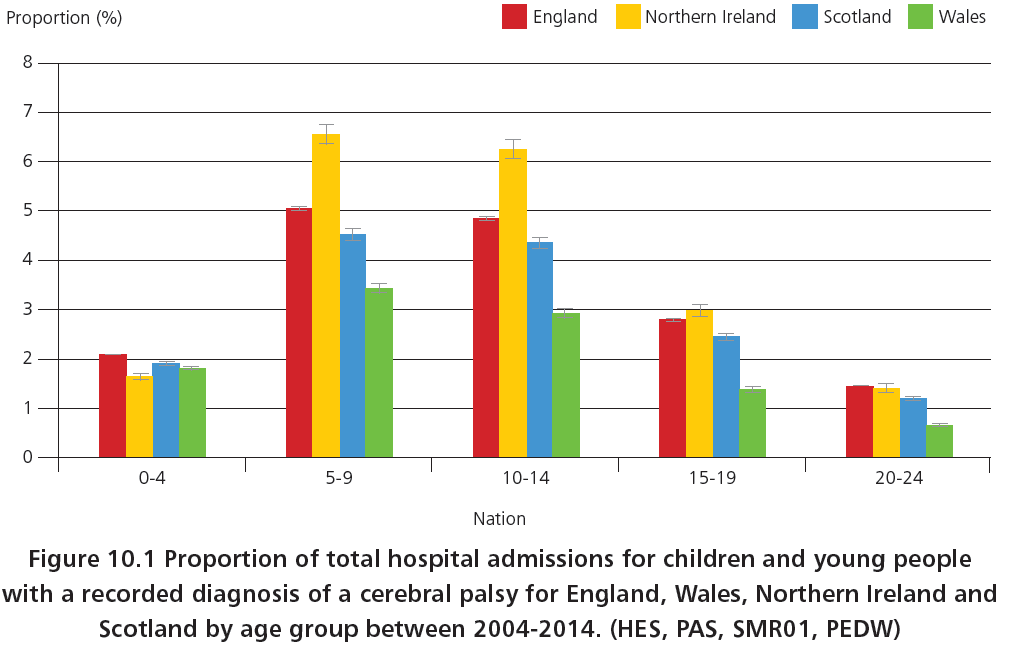 Proportion (%)
England Northern Ireland Scotland Wales
8
7
6
5
4
3
2
1
0
0-4 5-9 10-14 15-19 20-24
Nation
Figure 10.1 Proportion of total hospital admissions for children and young people
with a recorded diagnosis of a cerebral palsy for England, Wales, Northern Ireland and
Scotland by age group between 2004-2014. (HES, PAS, SMR01, PEDW)